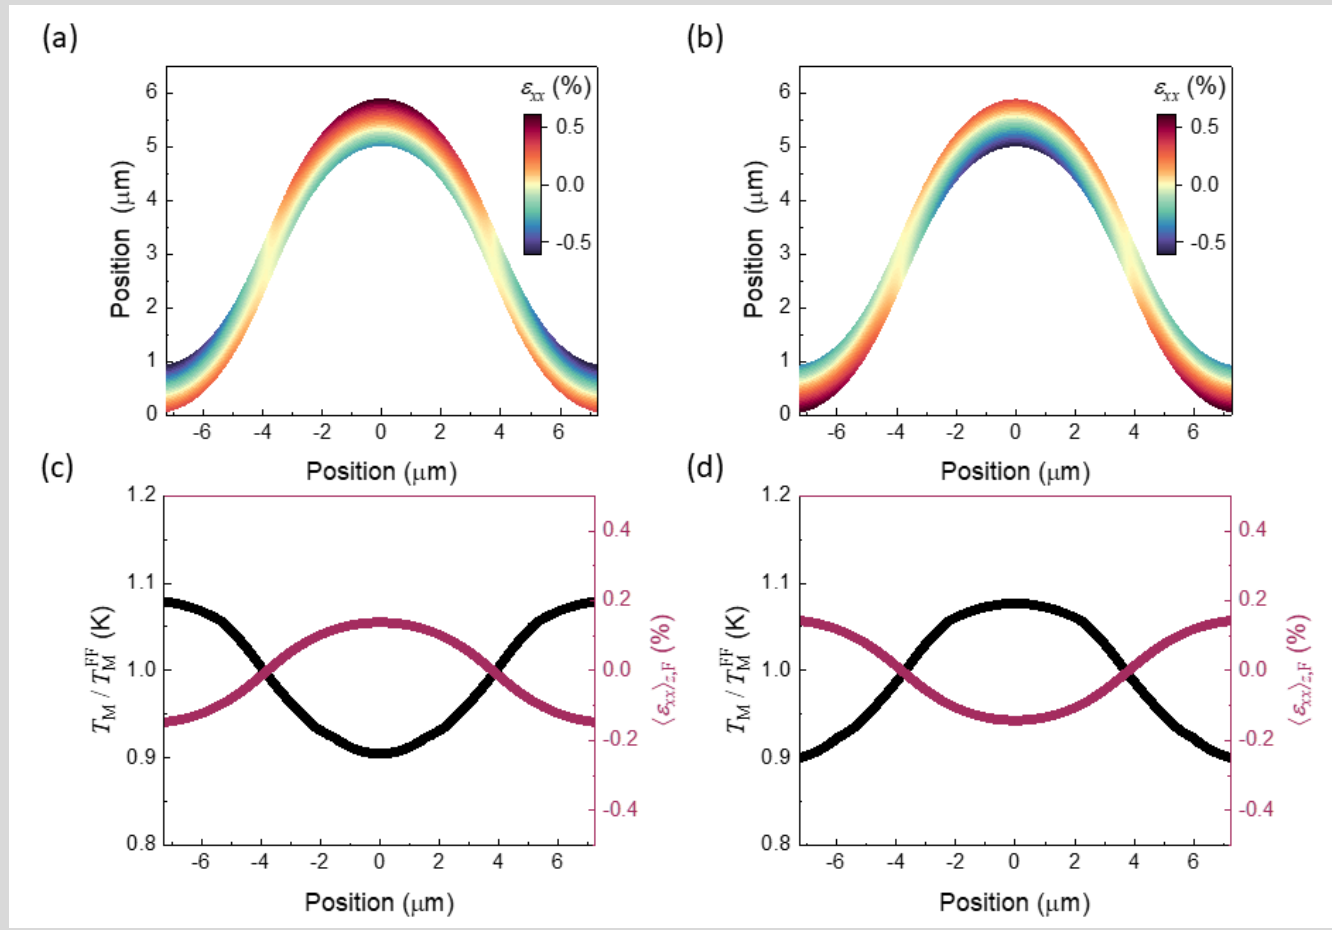 (a)
(b)
εxx (%)
0.5
0.0
-0.5
Position (μm)
6
5
4
3
2
1
0
-6 -4 -2 0 2 4 6
Position (μm)
εxx (%)
0.5
0.0
-0.5
Position (μm)
6
5
4
3
2
1
0
-6 -4 -2 0 2 4 6
Position (μm)
(c)
(d)
TM / TM^FF (K)
1.2
1.1
1.0
0.9
0.8
0.4
0.2
0.0
-0.2
-0.4
⟨εxx⟩z,F (%)
-6 -4 -2 0 2 4 6
Position (μm)
TM / TM^FF (K)
1.2
1.1
1.0
0.9
0.8
0.4
0.2
0.0
-0.2
-0.4
⟨εxx⟩z,F (%)
-6 -4 -2 0 2 4 6
Position (μm)